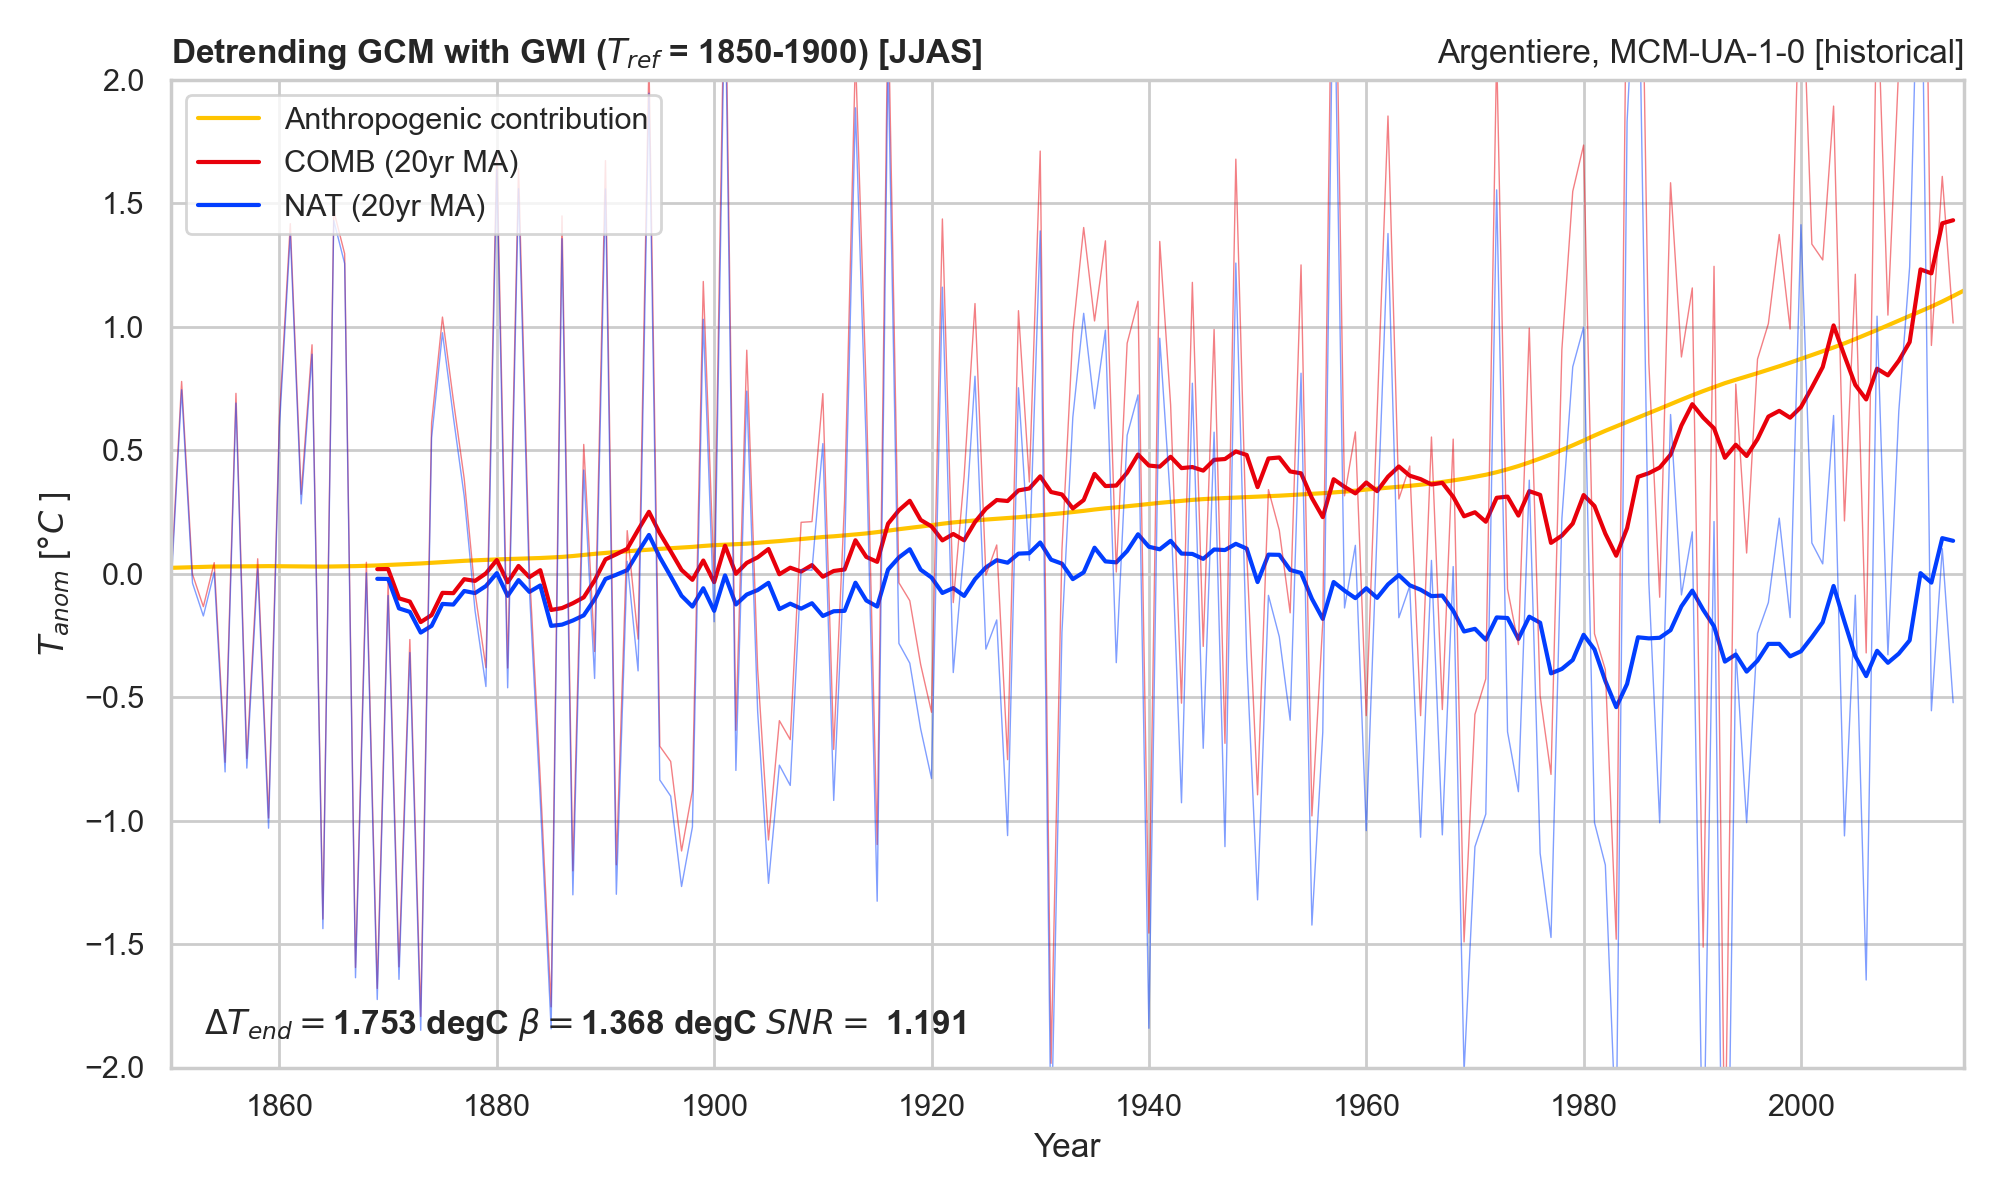 Detrending GCM with GWI (T_ref = 1850-1900) [JJAS]
Argentiere, MCM-UA-1-0 [historical]
Anthropogenic contribution
COMB (20yr MA)
NAT (20yr MA)
2.0
1.5
1.0
0.5
0.0
−0.5
−1.0
−1.5
−2.0
T_anom [°C ]
ΔT_end = 1.753 degC β = 1.368 degC SNR = 1.191
1860 1880 1900 1920 1940 1960 1980 2000
Year